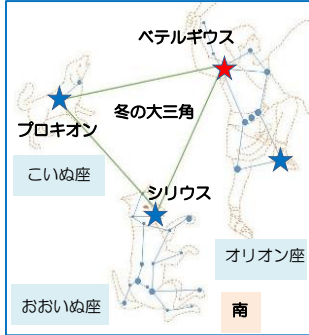 ベテルギウス
冬の大三角
プロキオン
こいぬ座
シリウス
オリオン座
おおいぬ座
南